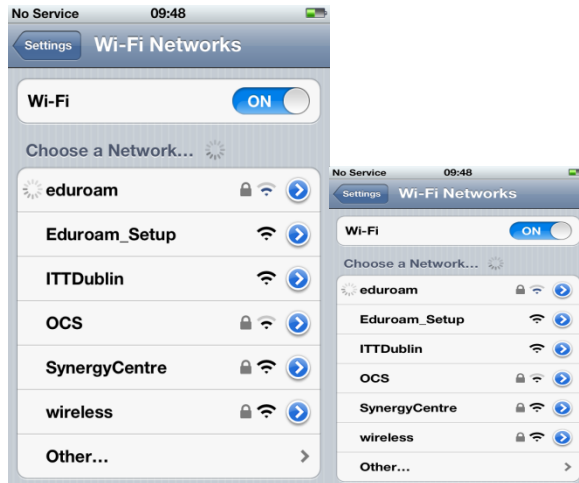 No Service 09:48
Settings Wi-Fi Networks
Wi-Fi ON
Choose a Network...
eduroam
Eduroam_Setup
ITTDublin
OCS
SynergyCentre
wireless
Other...
No Service 09:48
Settings Wi-Fi Networks
Wi-Fi ON
Choose a Network...
eduroam
Eduroam_Setup
ITTDublin
OCS
SynergyCentre
wireless
Other...